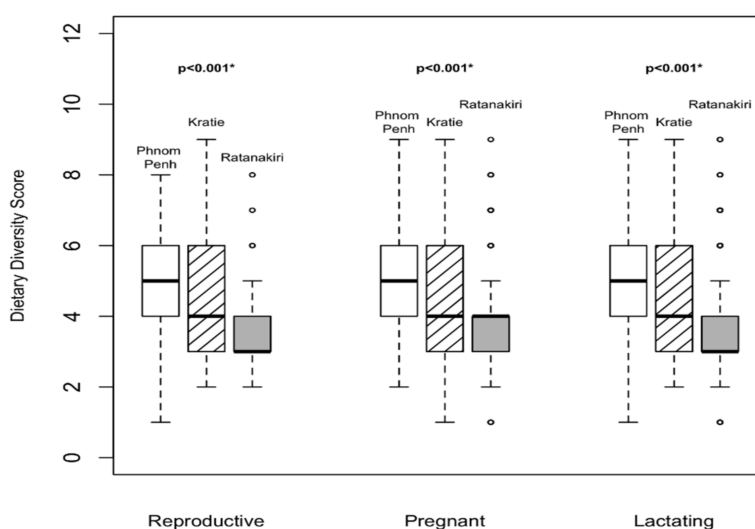 12
10
8
6
4
2
0
Dietary Diversity Score
p<0.001*
p<0.001*
p<0.001*
Phnom
Penh
Kratie
Ratanakiri
Phnom
Penh
Kratie
Ratanakiri
Phnom
Penh
Kratie
Ratanakiri
Reproductive
Pregnant
Lactating